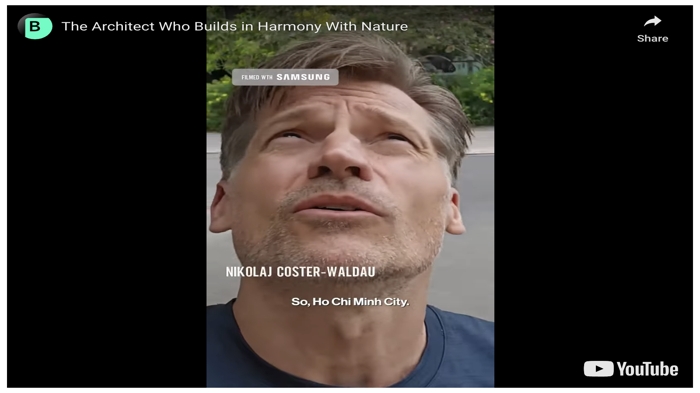 B
The Architect Who Builds in Harmony With Nature
Share
FILMED WITH SAMSUNG
NIKOLAJ COSTER-WALDAU
So, Ho Chi Minh City.
YouTube